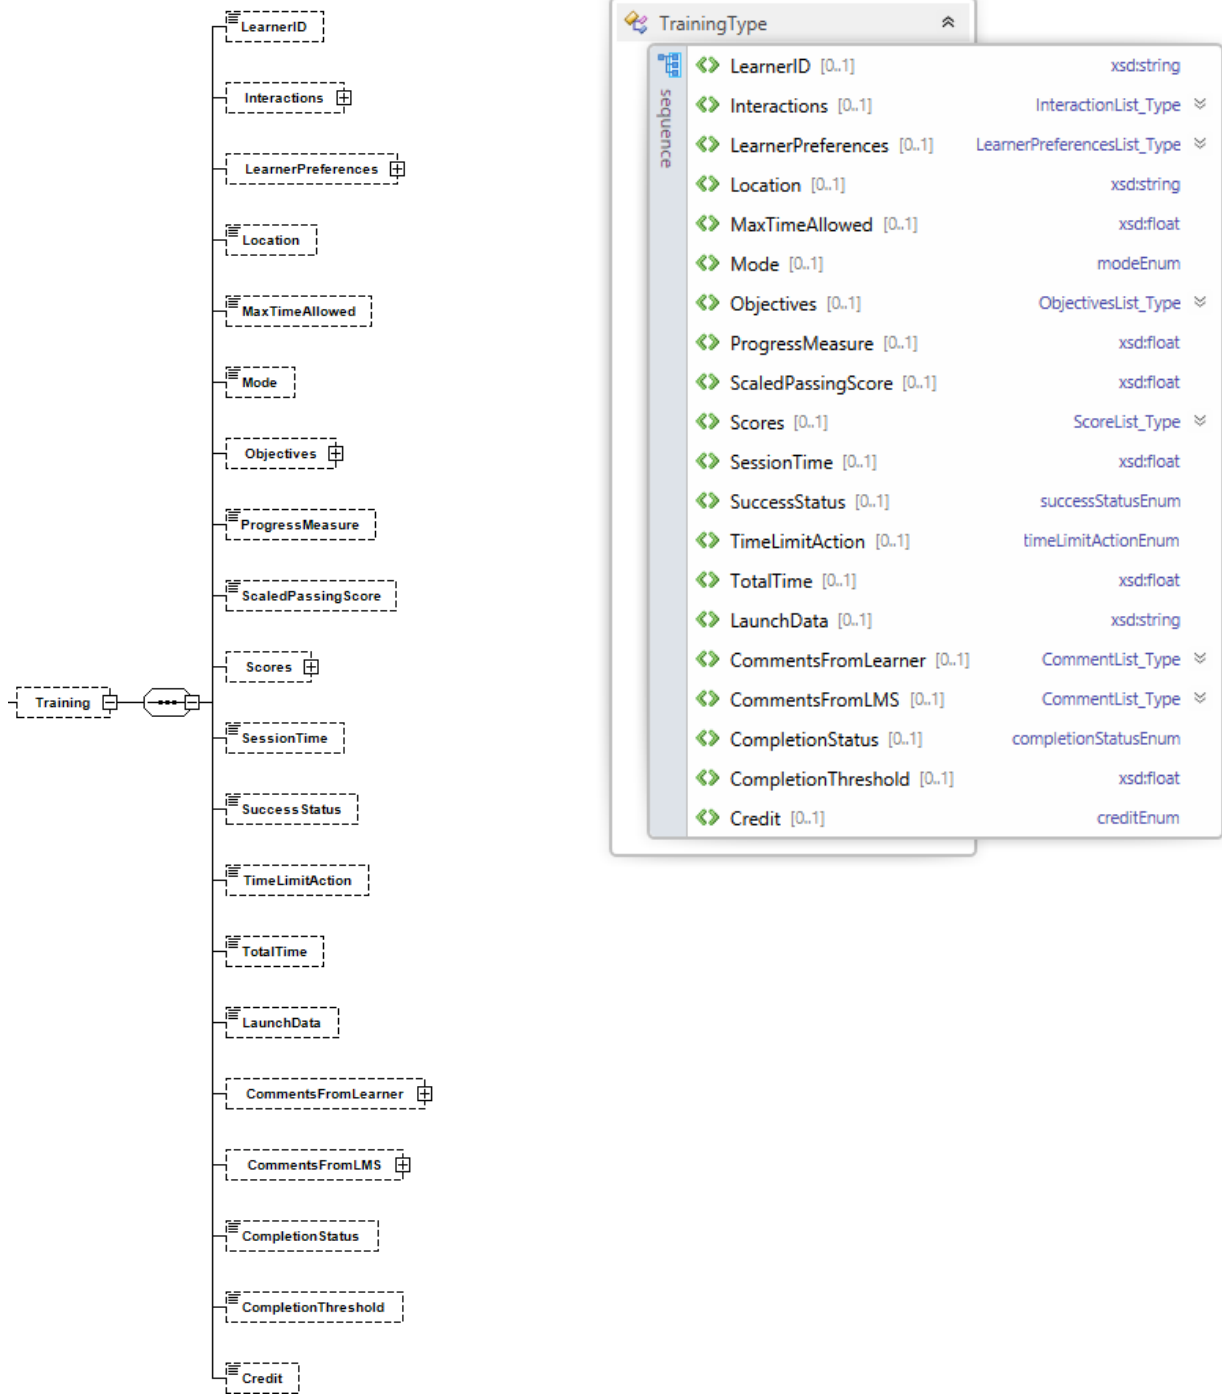 LearnerID
Interactions
LearnerPreferences
Location
MaxTimeAllowed
Mode
Objectives
ProgressMeasure
ScaledPassingScore
Scores
Training
SessionTime
SuccessStatus
TimeLimitAction
TotalTime
LaunchData
CommentsFromLearner
CommentsFromLMS
CompletionStatus
CompletionThreshold
Credit
TrainingType
sequence
LearnerID [0..1] xsd:string
Interactions [0..1] InteractionList_Type
LearnerPreferences [0..1] LearnerPreferencesList_Type
Location [0..1] xsd:string
MaxTimeAllowed [0..1] xsd:float
Mode [0..1] modeEnum
Objectives [0..1] ObjectivesList_Type
ProgressMeasure [0..1] xsd:float
ScaledPassingScore [0..1] xsd:float
Scores [0..1] ScoreList_Type
SessionTime [0..1] xsd:float
SuccessStatus [0..1] successStatusEnum
TimeLimitAction [0..1] timeLimitActionEnum
TotalTime [0..1] xsd:float
LaunchData [0..1] xsd:string
CommentsFromLearner [0..1] CommentList_Type
CommentsFromLMS [0..1] CommentList_Type
CompletionStatus [0..1] completionStatusEnum
CompletionThreshold [0..1] xsd:float
Credit [0..1] creditEnum